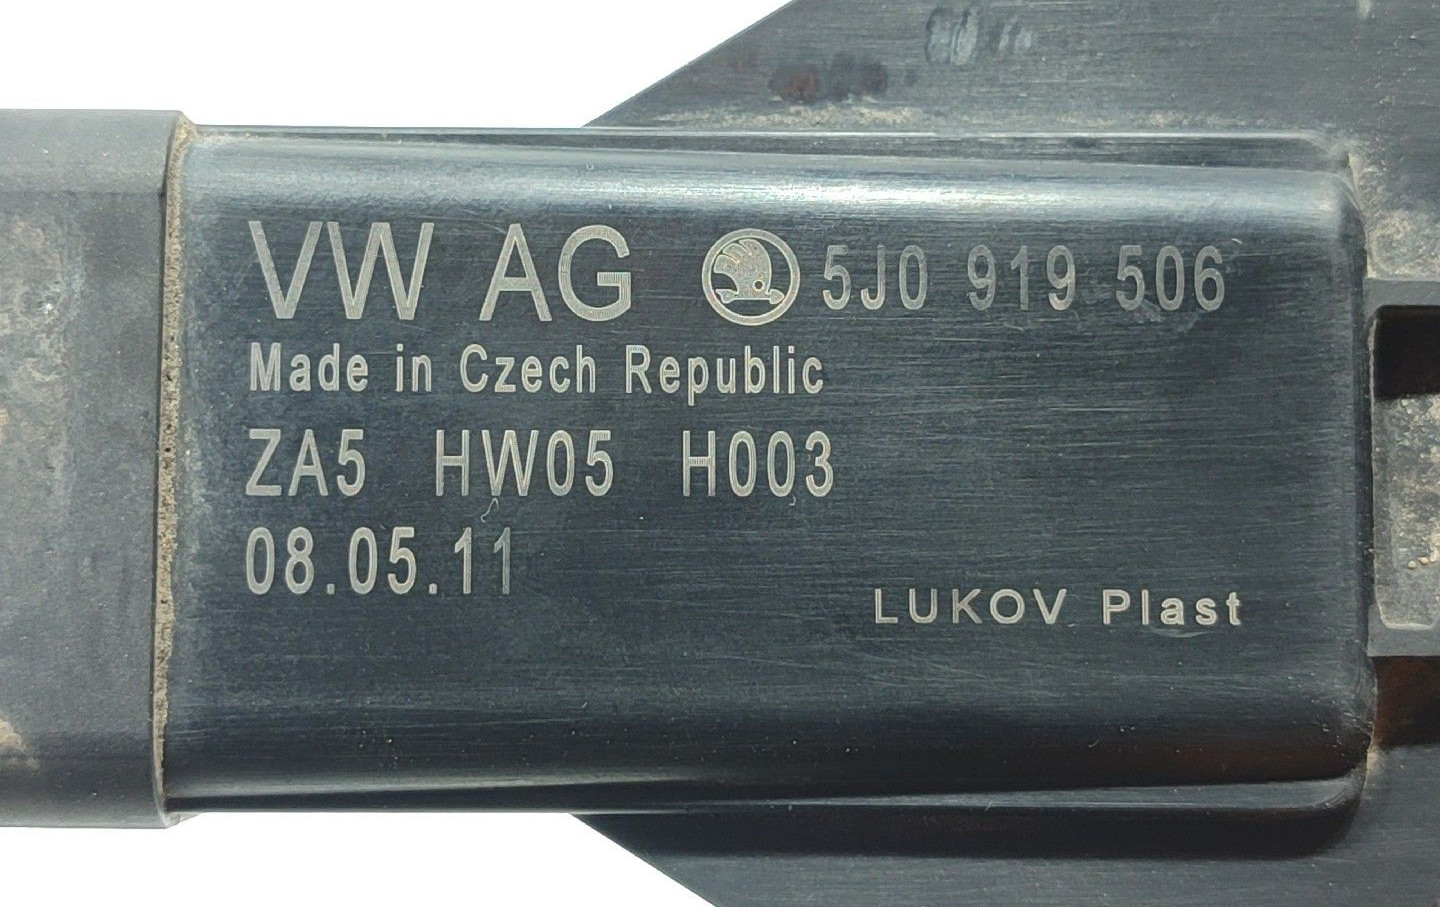 VW AG 5J0 919 506
Made in Czech Republic
ZA5 HW05 H003
08.05.11
LUKOV Plast